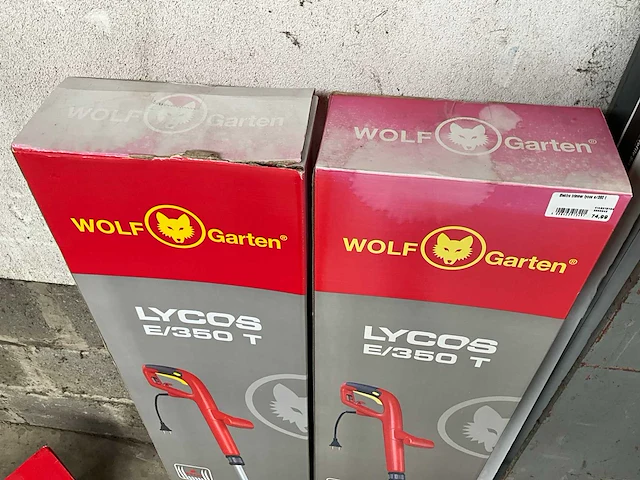 WOLF Garten
WOLF Garten®
WOLF Garten®
LYCOS
E/350 T
WOLF Garten®
LYCOS
E/350 T
74,99